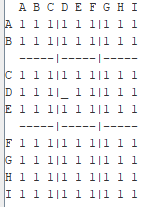 A B C D E F G H I
A 1 1 1|1 1 1|1 1 1
B 1 1 1|1 1 1|1 1 1
  -----|-----|-----
C 1 1 1|1 1 1|1 1 1
D 1 1 1|_ 1 1|1 1 1
E 1 1 1|1 1 1|1 1 1
  -----|-----|-----
F 1 1 1|1 1 1|1 1 1
G 1 1 1|1 1 1|1 1 1
H 1 1 1|1 1 1|1 1 1
I 1 1 1|1 1 1|1 1 1